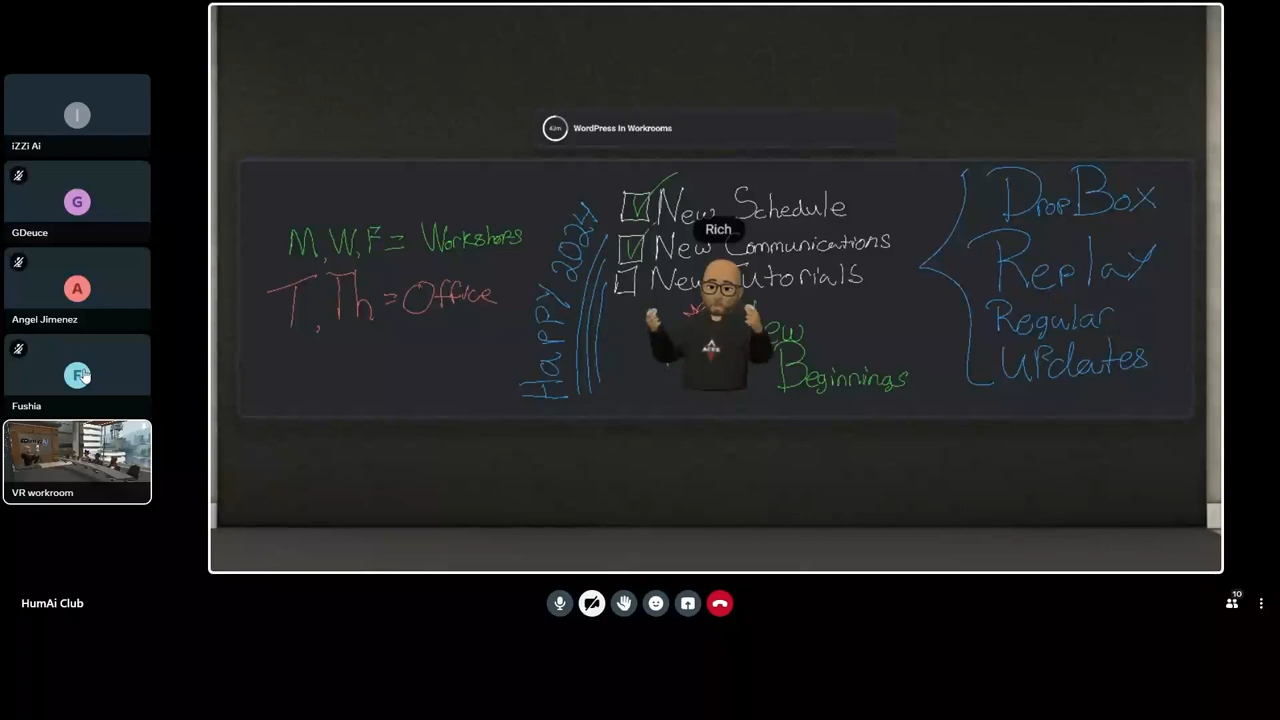 I
iZZi Ai
G
GDeuce
A
Angel Jimenez
F
Fushia
VR workroom
HumAi Club
42m
WordPress In Workrooms
M, W, F = Workshops
T, Th = Office
Happy 2024
New Schedule
Rich
New Communications
New Tutorials
Beginnings
DropBox
Replay
Regular
Updates
10